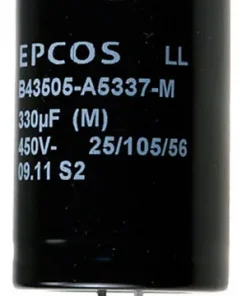 EPCOS LL
B43505-A5337-M
330µF (M)
450V- 25/105/56
09.11 S2